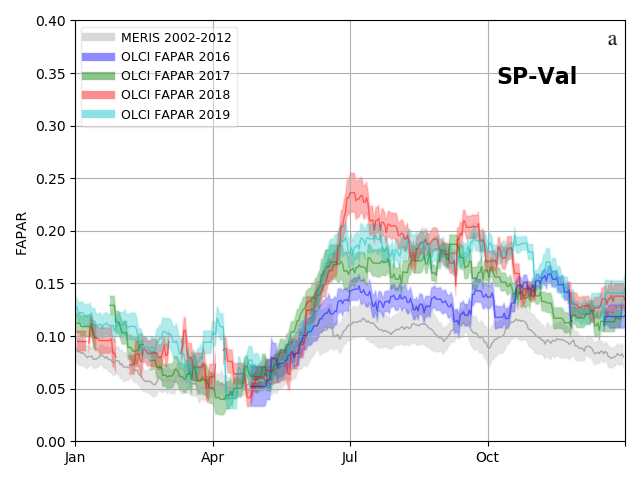 0.40
0.35
0.30
0.25
0.20
0.15
0.10
0.05
0.00
FAPAR
MERIS 2002-2012
OLCI FAPAR 2016
OLCI FAPAR 2017
OLCI FAPAR 2018
OLCI FAPAR 2019
a
SP-Val
Jan Apr Jul Oct